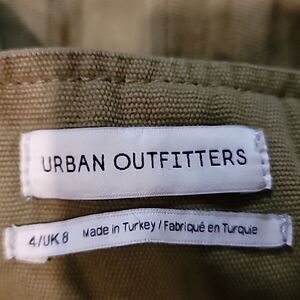 URBAN OUTFITTERS
4/UK 8 Made in Turkey / Fabriqué en Turquie